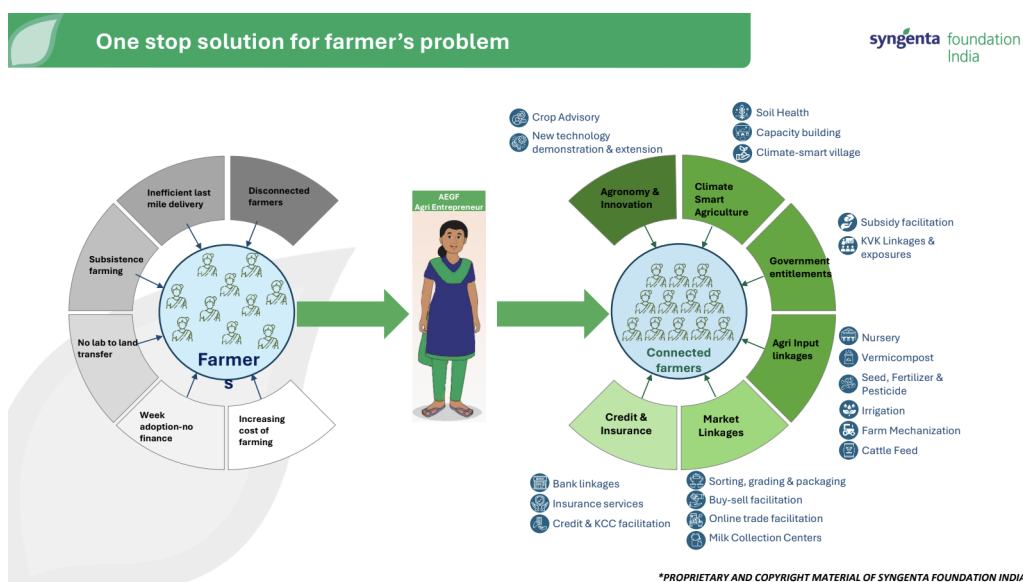 One stop solution for farmer's problem
syngenta foundation
India
Inefficient last
mile delivery
Disconnected
farmers
Subsistence
farming
No lab to land
transfer
Week
adoption-no
finance
Increasing
cost of
farming
Farmer
s
AEGF
Agri Entrepreneur
Crop Advisory
New technology
demonstration & extension
Soil Health
Capacity building
Climate-smart village
Agronomy &
Innovation
Climate
Smart
Agriculture
Government
entitlements
Agri Input
linkages
Market
Linkages
Credit &
Insurance
Connected
farmers
Subsidy facilitation
KVK Linkages &
exposures
Nursery
Vermicompost
Seed, Fertilizer &
Pesticide
Irrigation
Farm Mechanization
Cattle Feed
Bank linkages
Insurance services
Credit & KCC facilitation
Sorting, grading & packaging
Buy-sell facilitation
Online trade facilitation
Milk Collection Centers
*PROPRIETARY AND COPYRIGHT MATERIAL OF SYNGENTA FOUNDATION INDIA